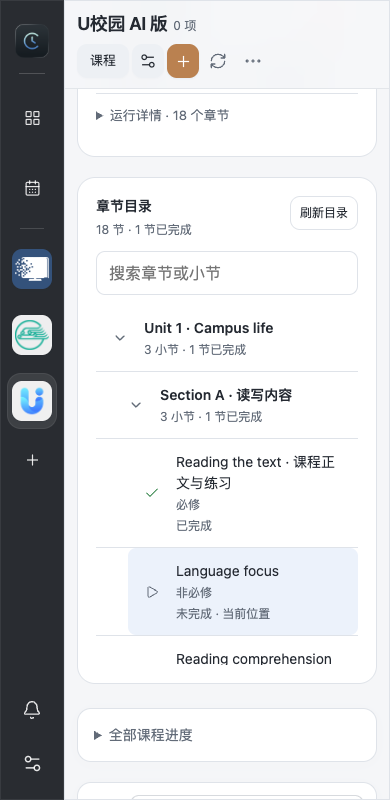 U校园 AI 版 0 项
课程
运行详情 · 18 个章节
章节目录
18 节 · 1 节已完成
刷新目录
搜索章节或小节
Unit 1 · Campus life
3 小节 · 1 节已完成
Section A · 读写内容
3 小节 · 1 节已完成
Reading the text · 课程正
文与练习
必修
已完成
Language focus
非必修
未完成 · 当前位置
Reading comprehension
全部课程进度